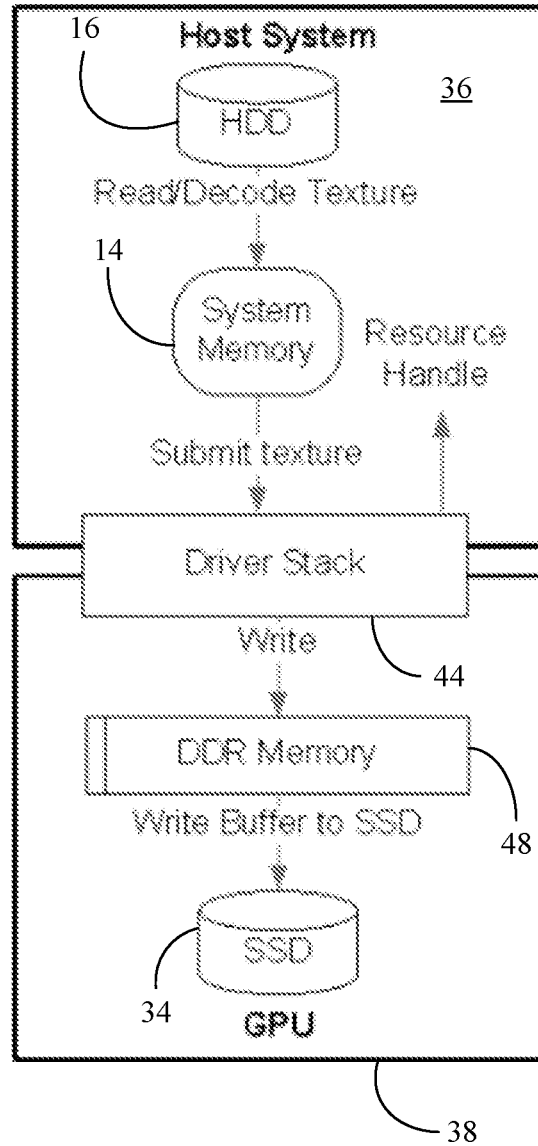 Host System
16
36
HDD
Read/Decode Texture
14
System
Memory
Resource
Handle
Submit texture
Driver Stack
Write
44
DDR Memory
Write Buffer to SSD
48
SSD
34
GPU
38